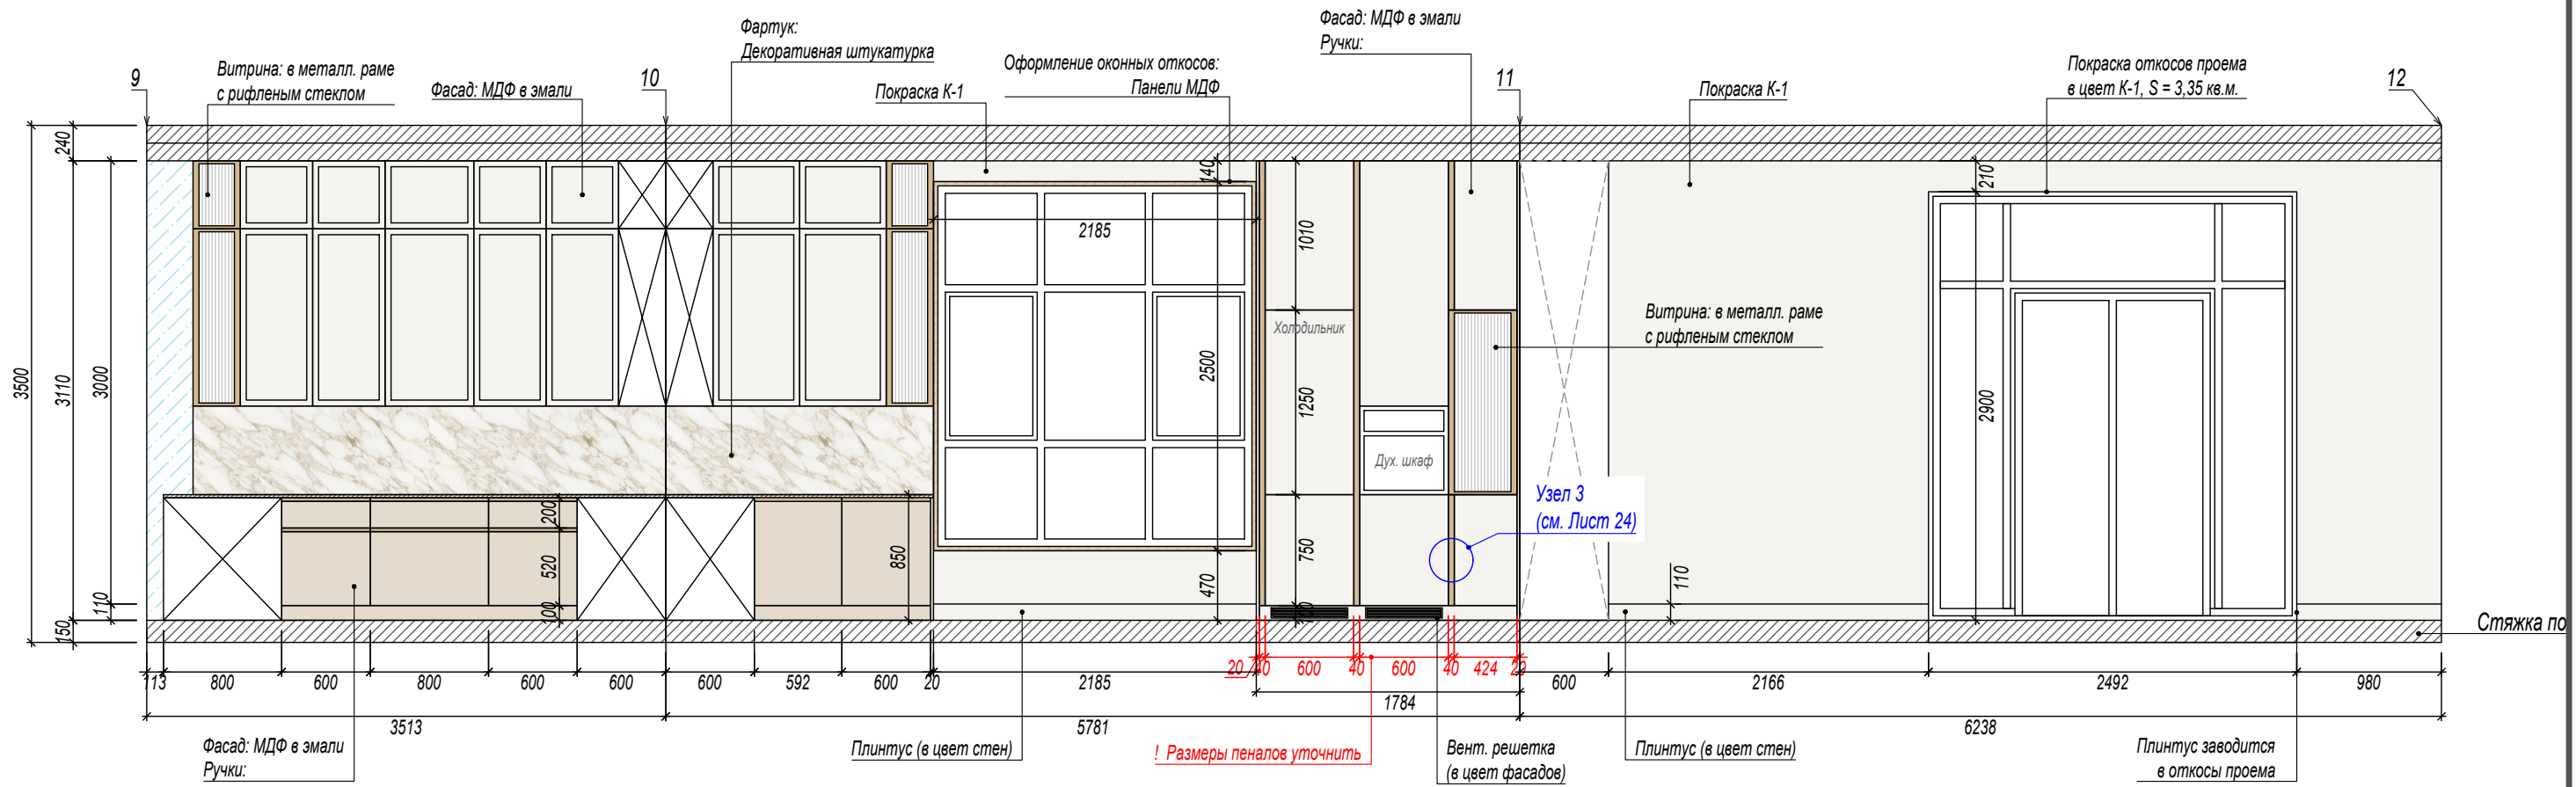 Фартук:
Декоративная штукатурка
Фасад: МДФ в эмали
Ручки:
Витрина: в металл. раме
с рифленым стеклом
Фасад: МДФ в эмали
Покраска К-1
Оформление оконных откосов:
Панели МДФ
Покраска К-1
Покраска откосов проема
в цвет К-1, S = 3,35 кв.м.
9
10
11
12
240
3500
3110
3000
110
150
140
2185
2500
470
1010
1250
750
100
Холодильник
Дух. шкаф
Витрина: в металл. раме
с рифленым стеклом
Узел 3
(см. Лист 24)
210
2900
110
200
520
100
850
Стяжка по
113
800
600
800
600
600
600
592
600
20
2185
20
40
600
40
600
40
424
20
600
2166
2492
980
1784
3513
5781
6238
Фасад: МДФ в эмали
Ручки:
Плинтус (в цвет стен)
! Размеры пеналов уточнить
Вент. решетка
(в цвет фасадов)
Плинтус (в цвет стен)
Плинтус заводится
в откосы проема